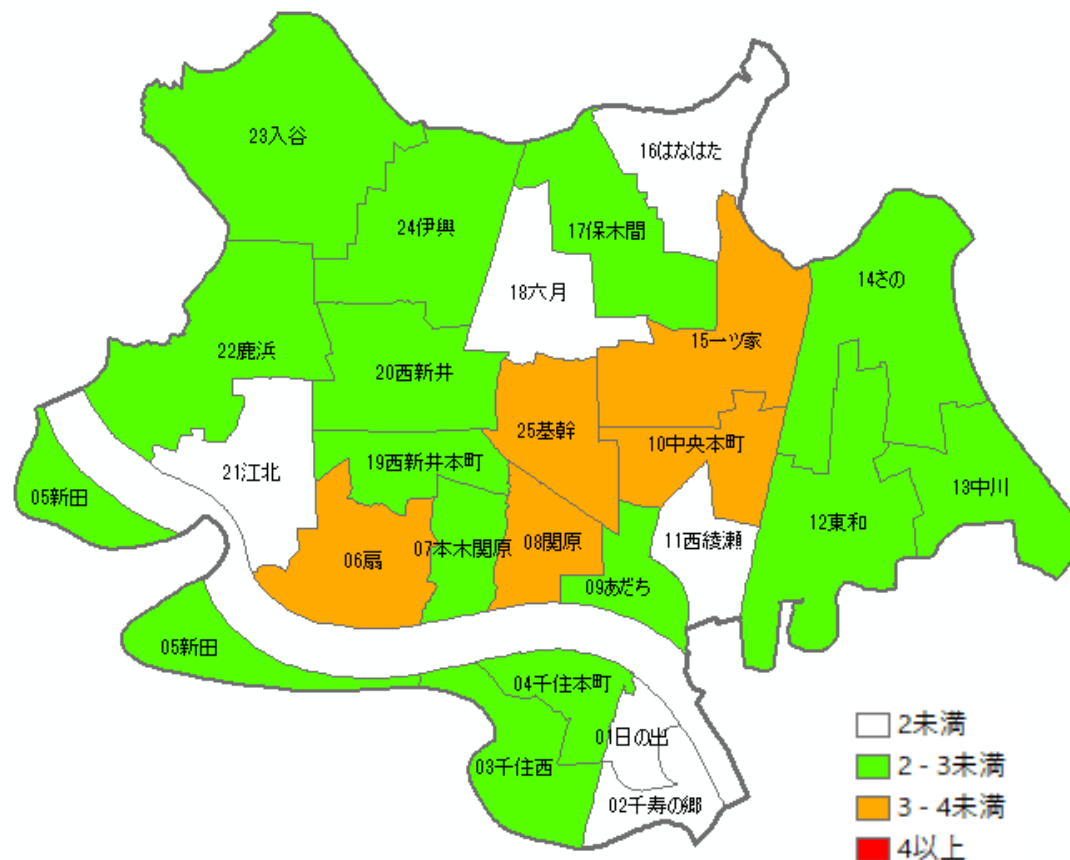 23入谷
16はなはた
24伊興
17保木間
14さの
18六月
15一ツ家
22鹿浜
20西新井
25基幹
10中央本町
19西新井本町
21江北
13中川
05新田
12東和
08関原
11西綾瀬
07本木関原
06扇
09あだち
05新田
04千住本町
01日の出
03千住西
02千寿の郷
2未満
2 - 3未満
3 - 4未満
4以上